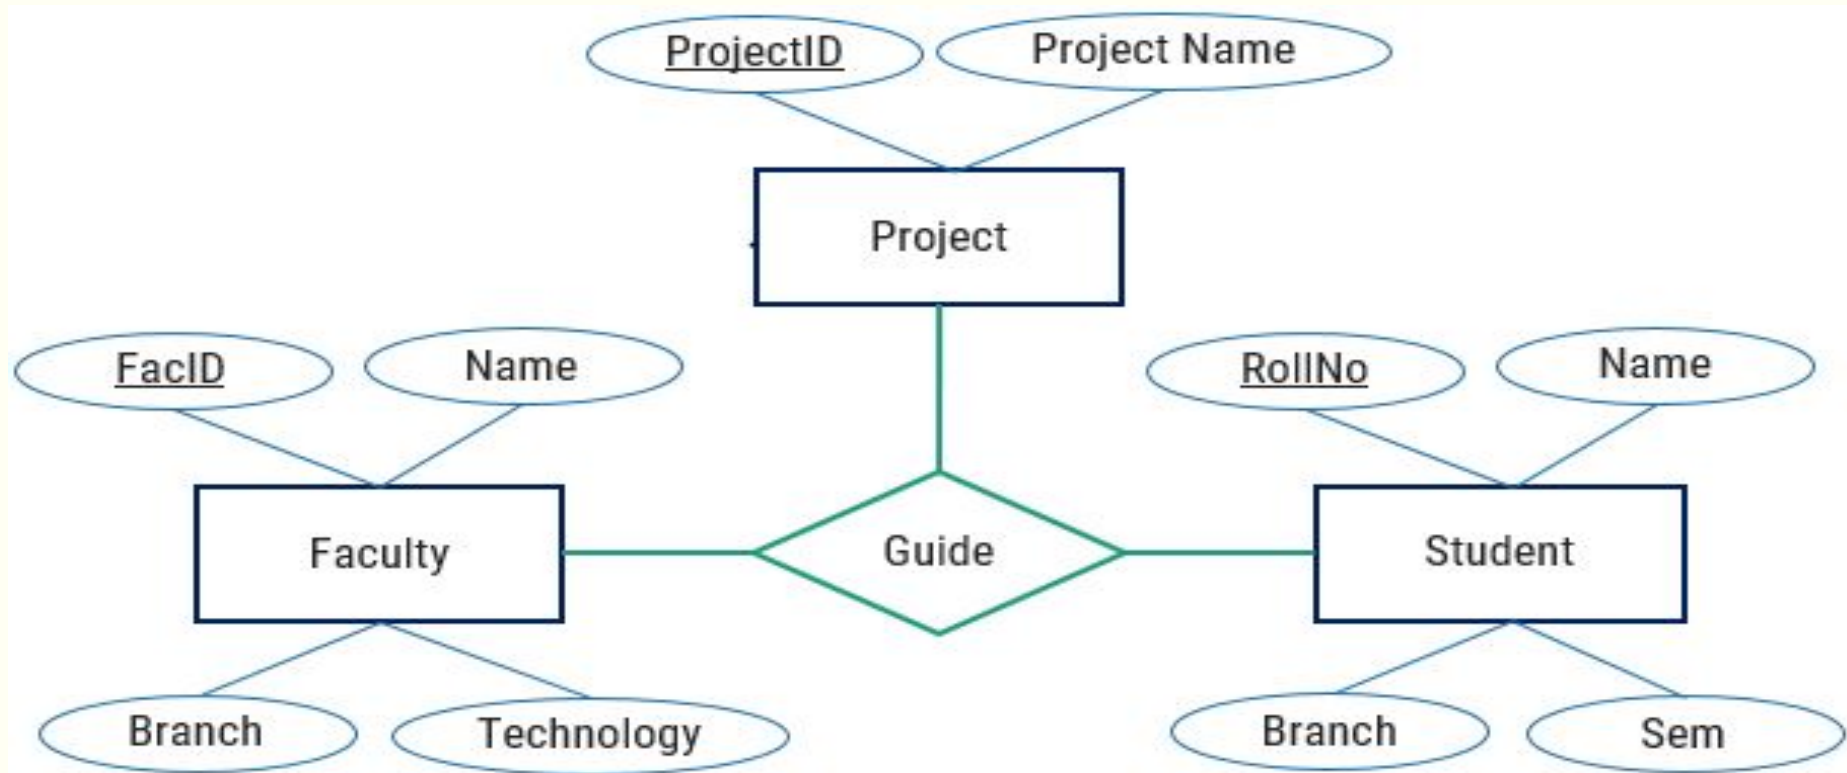 ProjectID
Project Name
Project
FacID
Name
RollNo
Name
Faculty
Guide
Student
Branch
Technology
Branch
Sem